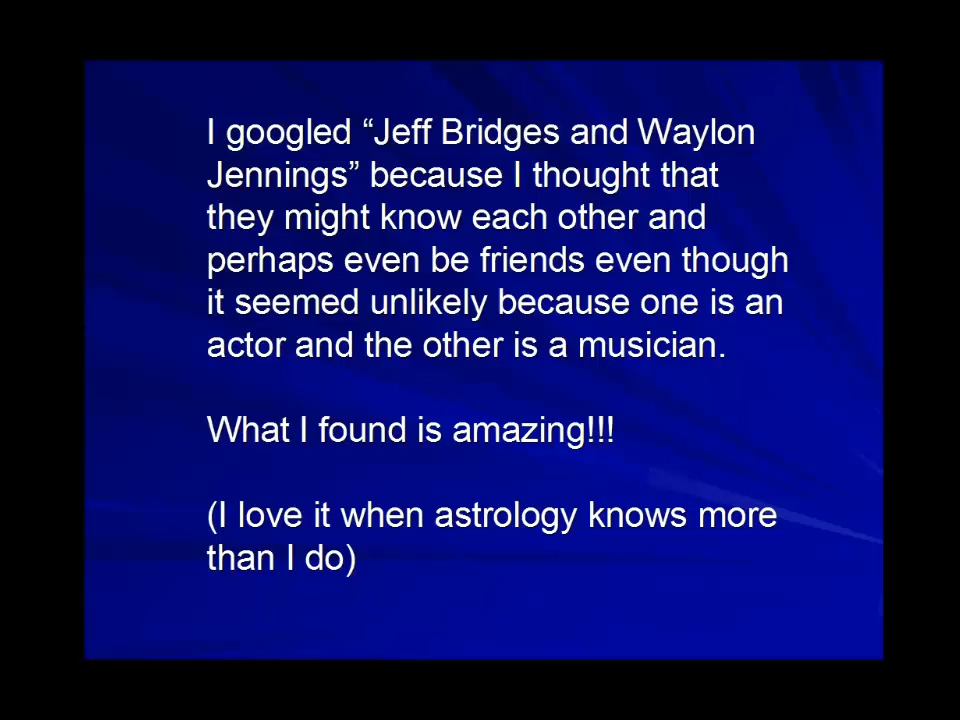 I googled “Jeff Bridges and Waylon
Jennings” because I thought that
they might know each other and
perhaps even be friends even though
it seemed unlikely because one is an
actor and the other is a musician.
What I found is amazing!!!
(I love it when astrology knows more
than I do)